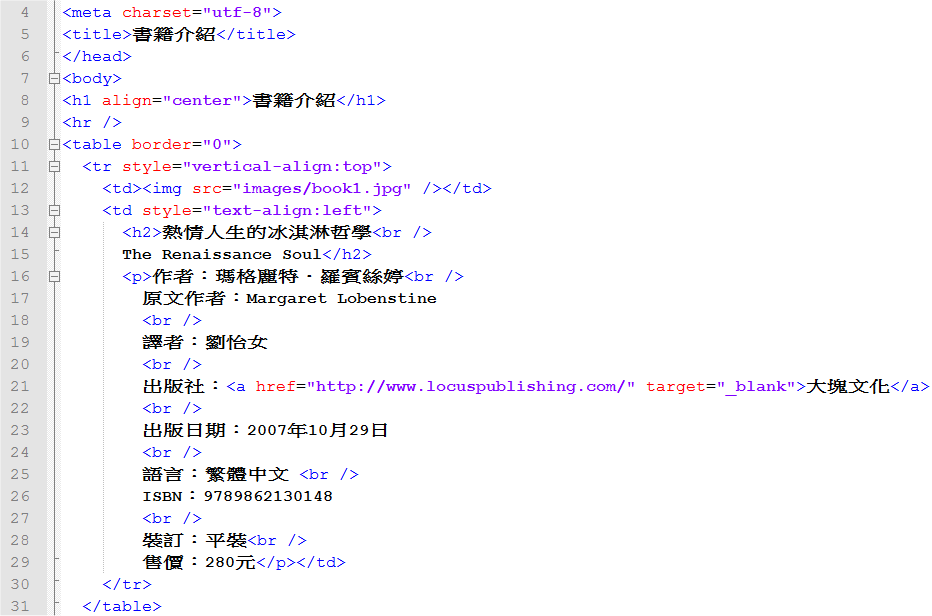 4 <meta charset="utf-8">
5 <title>書籍介紹</title>
6 </head>
7 <body>
8 <h1 align="center">書籍介紹</h1>
9 <hr />
10 <table border="0">
11 <tr style="vertical-align:top">
12 <td><img src="images/book1.jpg" /></td>
13 <td style="text-align:left">
14 <h2>熱情人生的冰淇淋哲學<br />
15 The Renaissance Soul</h2>
16 <p>作者：瑪格麗特．羅賓絲婷<br />
17 原文作者：Margaret Lobenstine
18 <br />
19 譯者：劉怡女
20 <br />
21 出版社：<a href="http://www.locuspublishing.com/" target="_blank">大塊文化</a>
22 <br />
23 出版日期：2007年10月29日
24 <br />
25 語言：繁體中文 <br />
26 ISBN：9789862130148
27 <br />
28 裝訂：平裝<br />
29 售價：280元</p></td>
30 </tr>
31 </table>